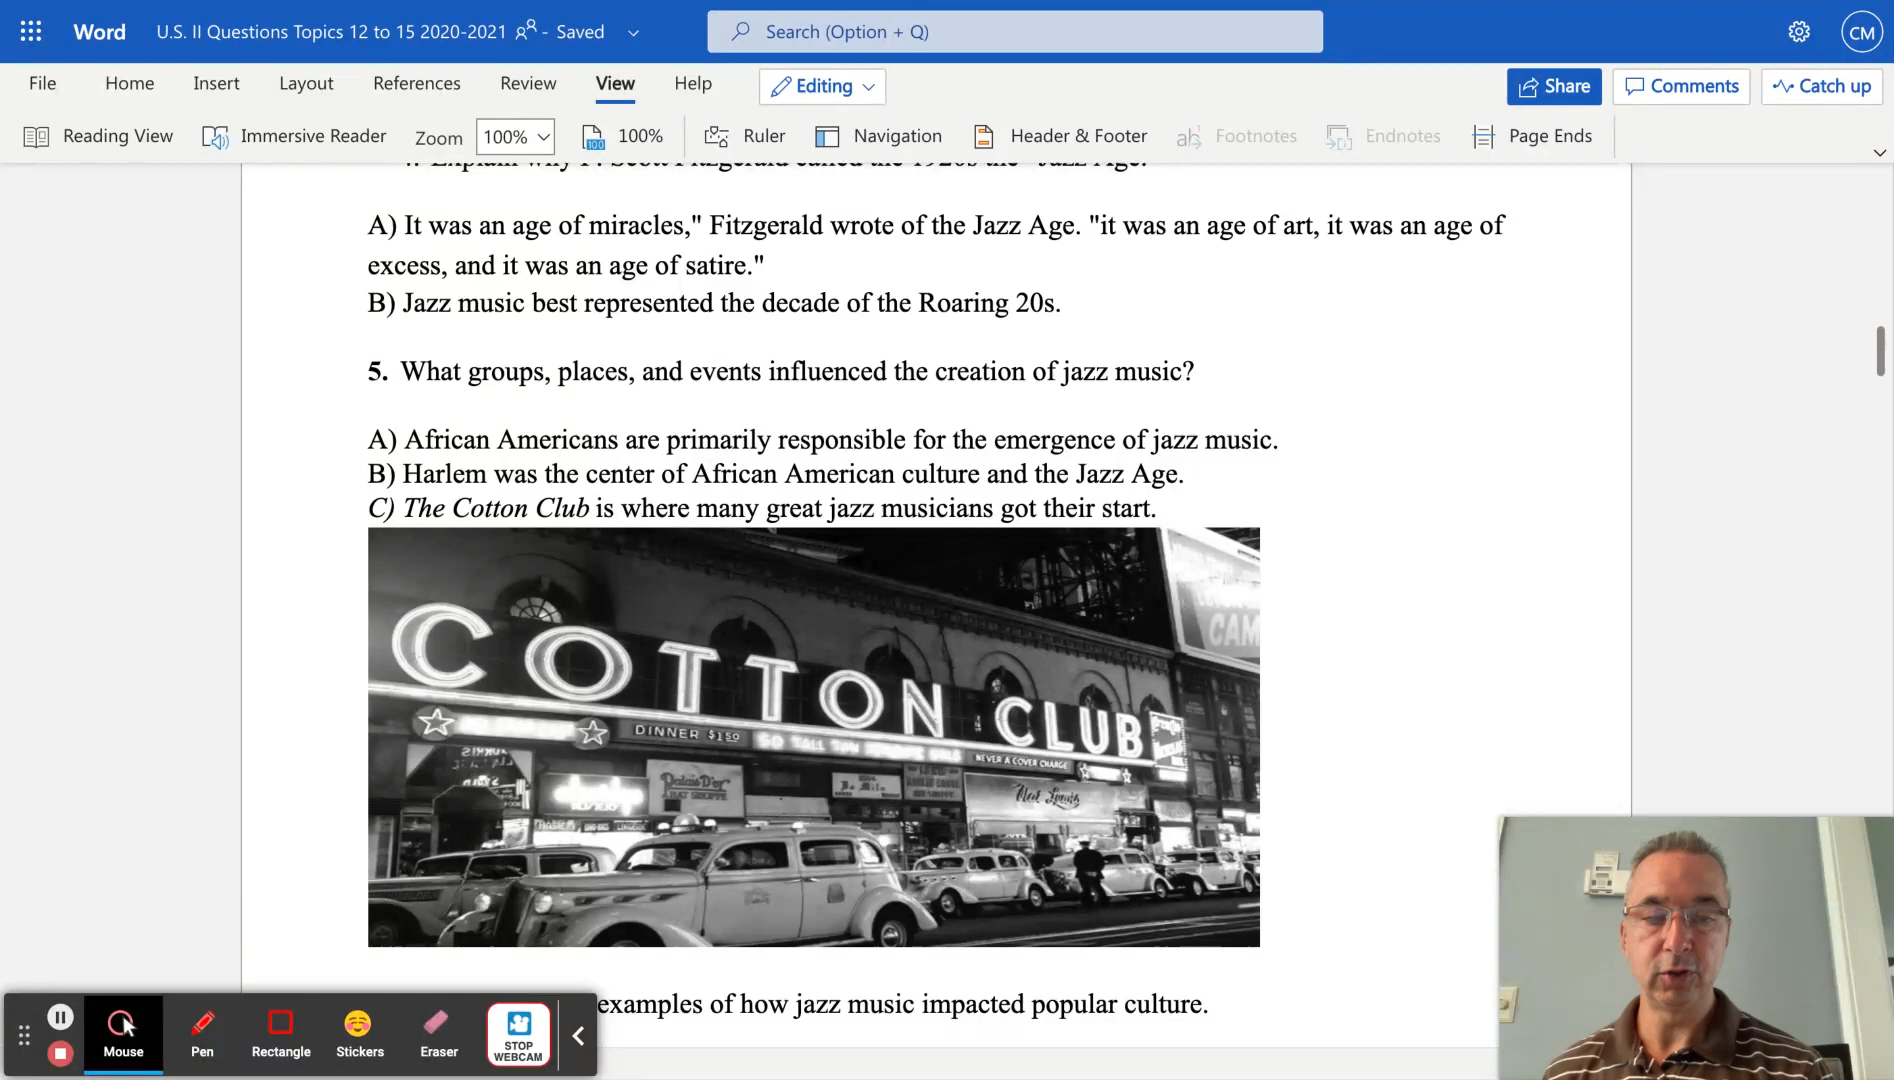 Word U.S. II Questions Topics 12 to 15 2020-2021 - Saved Search (Option + Q) CM
File Home Insert Layout References Review View Help Editing Share Comments Catch up
Reading View Immersive Reader Zoom 100% 100% Ruler Navigation Header & Footer Footnotes Endnotes Page Ends
A) It was an age of miracles," Fitzgerald wrote of the Jazz Age. "it was an age of art, it was an age of
excess, and it was an age of satire."
B) Jazz music best represented the decade of the Roaring 20s.
5. What groups, places, and events influenced the creation of jazz music?
A) African Americans are primarily responsible for the emergence of jazz music.
B) Harlem was the center of African American culture and the Jazz Age.
C) The Cotton Club is where many great jazz musicians got their start.
COTTON CLUB
DINNER $1.50
NEVER A COVER CHARGE
CAM
examples of how jazz music impacted popular culture.
Mouse Pen Rectangle Stickers Eraser STOP
WEBCAM